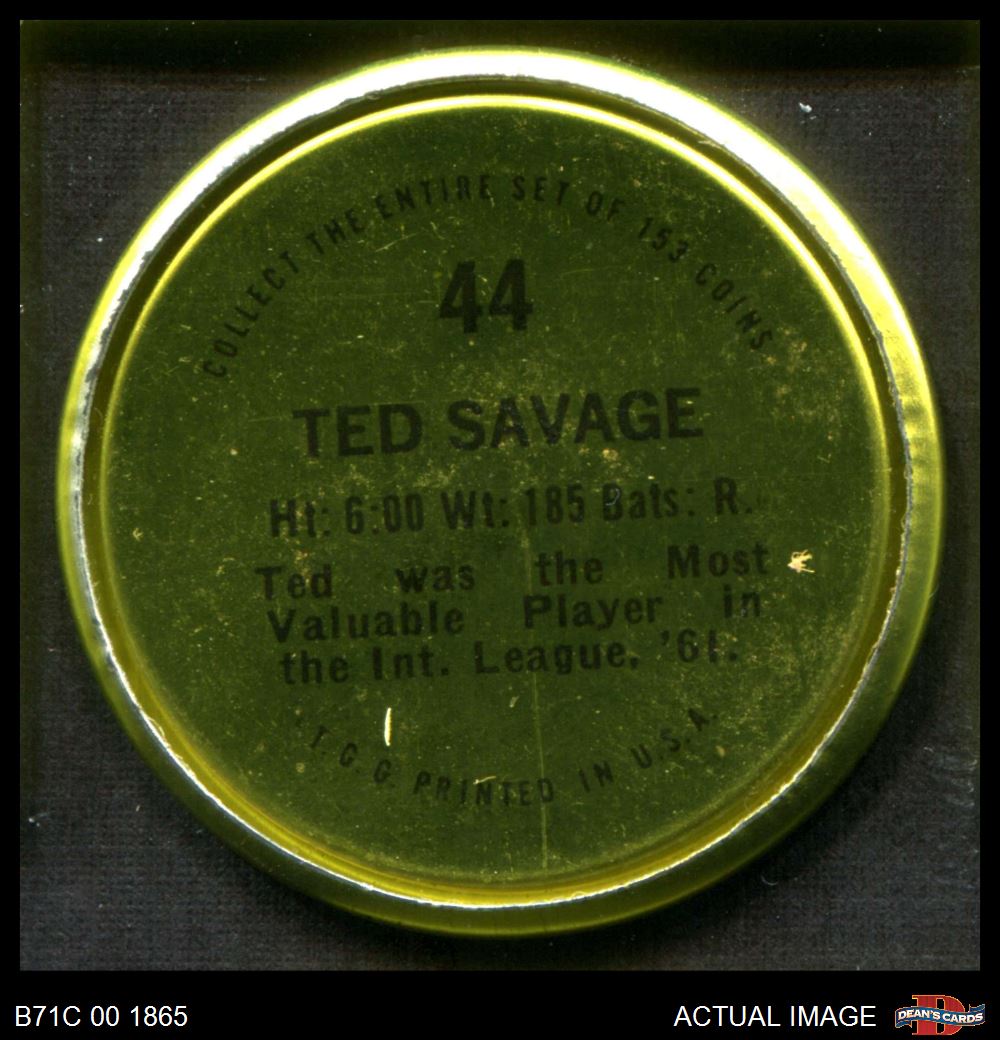 COLLECT THE ENTIRE SET OF 153 COINS
44
TED SAVAGE
Ht: 6:00 Wt: 185 Bats: R.
Ted was the Most
Valuable Player in
the Int. League, '61.
T. G. G. PRINTED IN U.S.A.
B71C 00 1865
ACTUAL IMAGE
D
DEAN'S CARDS